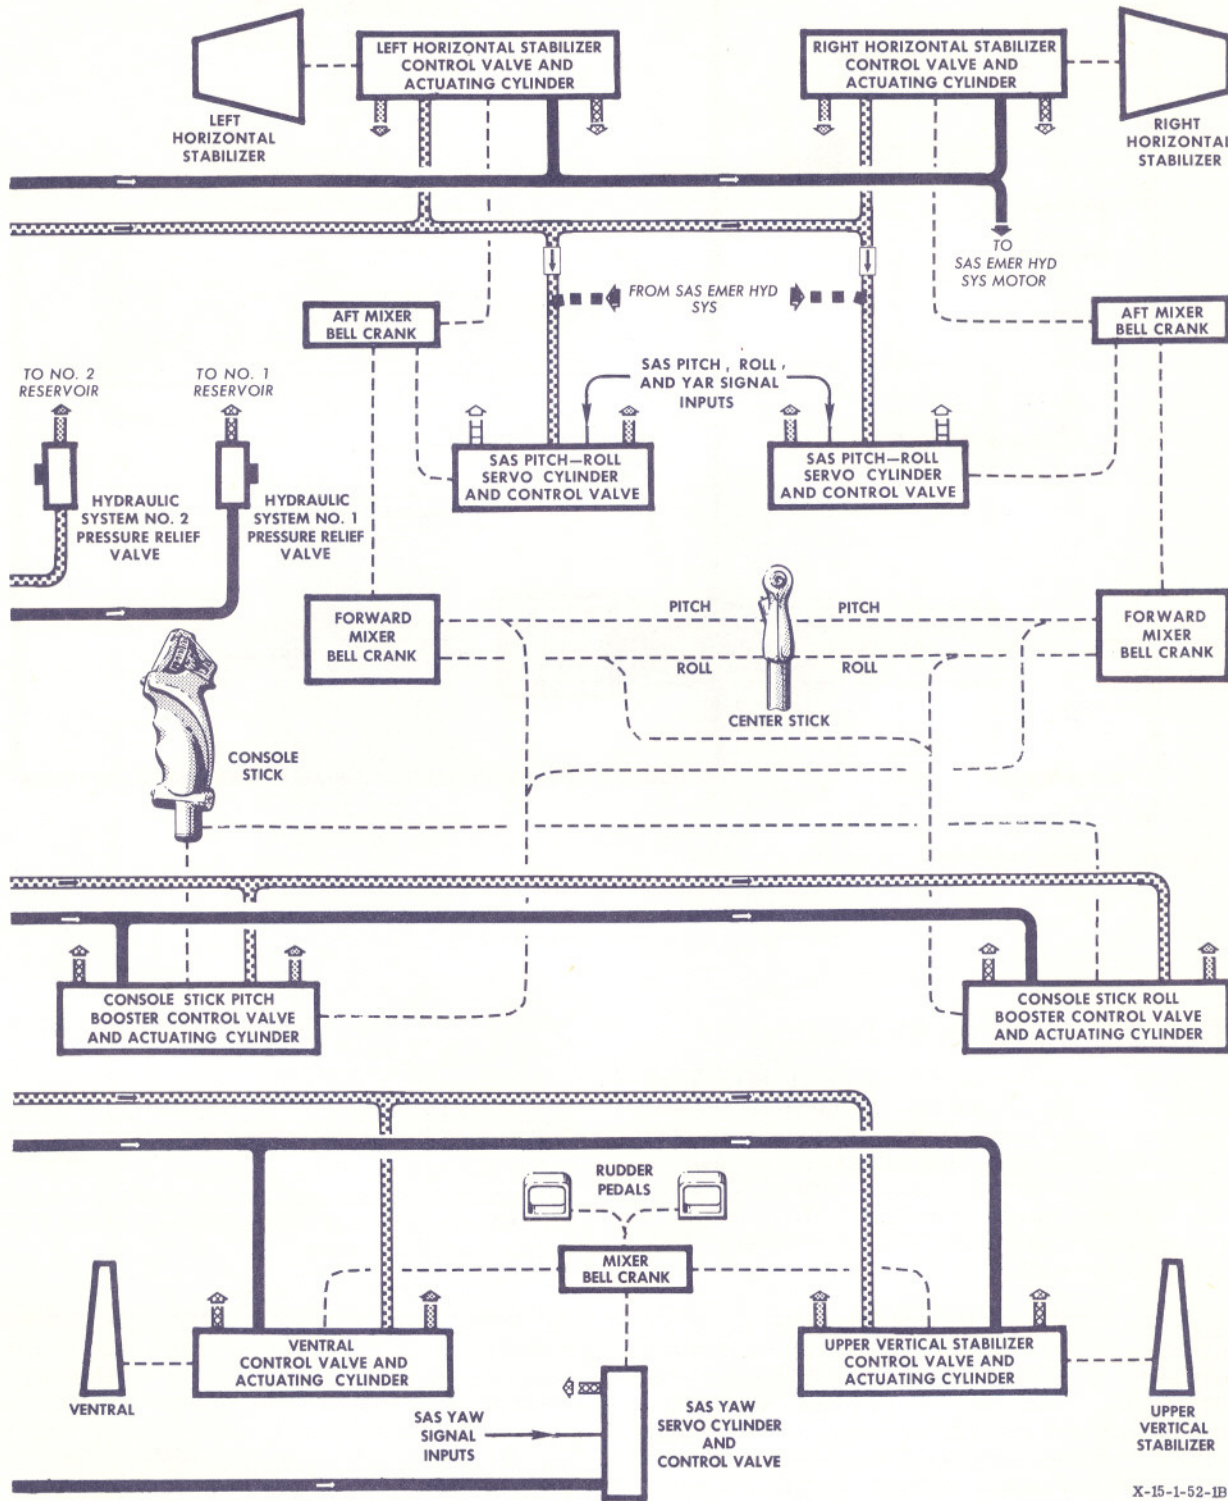 LEFT HORIZONTAL STABILIZER
CONTROL VALVE AND
ACTUATING CYLINDER
RIGHT HORIZONTAL STABILIZER
CONTROL VALVE AND
ACTUATING CYLINDER
LEFT
HORIZONTAL
STABILIZER
RIGHT
HORIZONTAL
STABILIZER
TO
SAS EMER HYD
SYS MOTOR
FROM SAS EMER HYD
SYS
AFT MIXER
BELL CRANK
AFT MIXER
BELL CRANK
TO NO. 2
RESERVOIR
TO NO. 1
RESERVOIR
SAS PITCH , ROLL ,
AND YAR SIGNAL
INPUTS
SAS PITCH—ROLL
SERVO CYLINDER
AND CONTROL VALVE
SAS PITCH—ROLL
SERVO CYLINDER
AND CONTROL VALVE
HYDRAULIC
SYSTEM NO. 2
PRESSURE RELIEF
VALVE
HYDRAULIC
SYSTEM NO. 1
PRESSURE RELIEF
VALVE
FORWARD
MIXER
BELL CRANK
PITCH
PITCH
ROLL
ROLL
FORWARD
MIXER
BELL CRANK
CENTER STICK
CONSOLE
STICK
CONSOLE STICK PITCH
BOOSTER CONTROL VALVE
AND ACTUATING CYLINDER
CONSOLE STICK ROLL
BOOSTER CONTROL VALVE
AND ACTUATING CYLINDER
RUDDER
PEDALS
MIXER
BELL CRANK
VENTRAL
CONTROL VALVE AND
ACTUATING CYLINDER
UPPER VERTICAL STABILIZER
CONTROL VALVE AND
ACTUATING CYLINDER
VENTRAL
SAS YAW
SIGNAL
INPUTS
SAS YAW
SERVO CYLINDER
AND
CONTROL VALVE
UPPER
VERTICAL
STABILIZER
X-15-1-52-1B